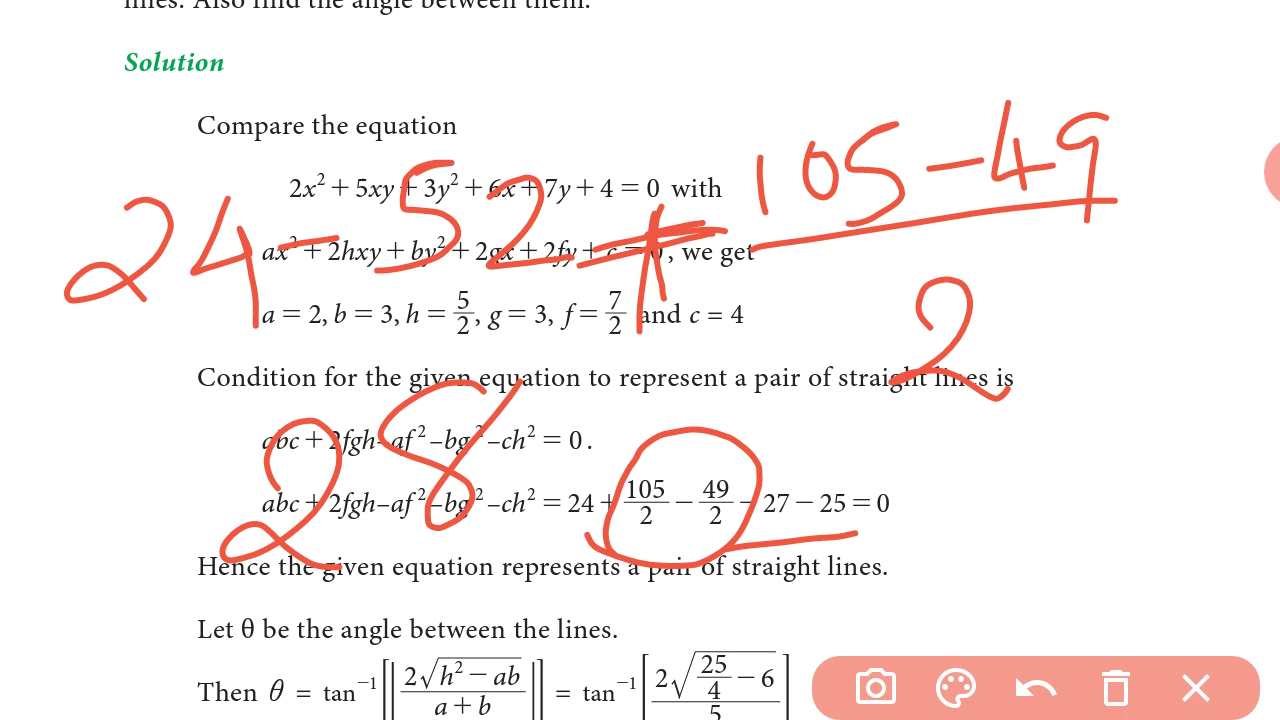 lines. Also find the angle between them.
Solution
Compare the equation
2x² + 5xy + 3y² + 6x + 7y + 4 = 0 with
ax² + 2hxy + by² + 2gx + 2fy + c = 0, we get
a = 2, b = 3, h = 5/2, g = 3, f = 7/2 and c = 4
24 - 52 + (105 - 49)/2
Condition for the given equation to represent a pair of straight lines is
abc + 2fgh–af²–bg²–ch² = 0.
28
abc + 2fgh–af²–bg²–ch² = 24 + 105/2 − 49/2 − 27 − 25 = 0
Hence the given equation represents a pair of straight lines.
Let θ be the angle between the lines.
Then θ = tan⁻¹[|2√(h² − ab)/(a + b)|] = tan⁻¹[2√(25/4 − 6)/5]